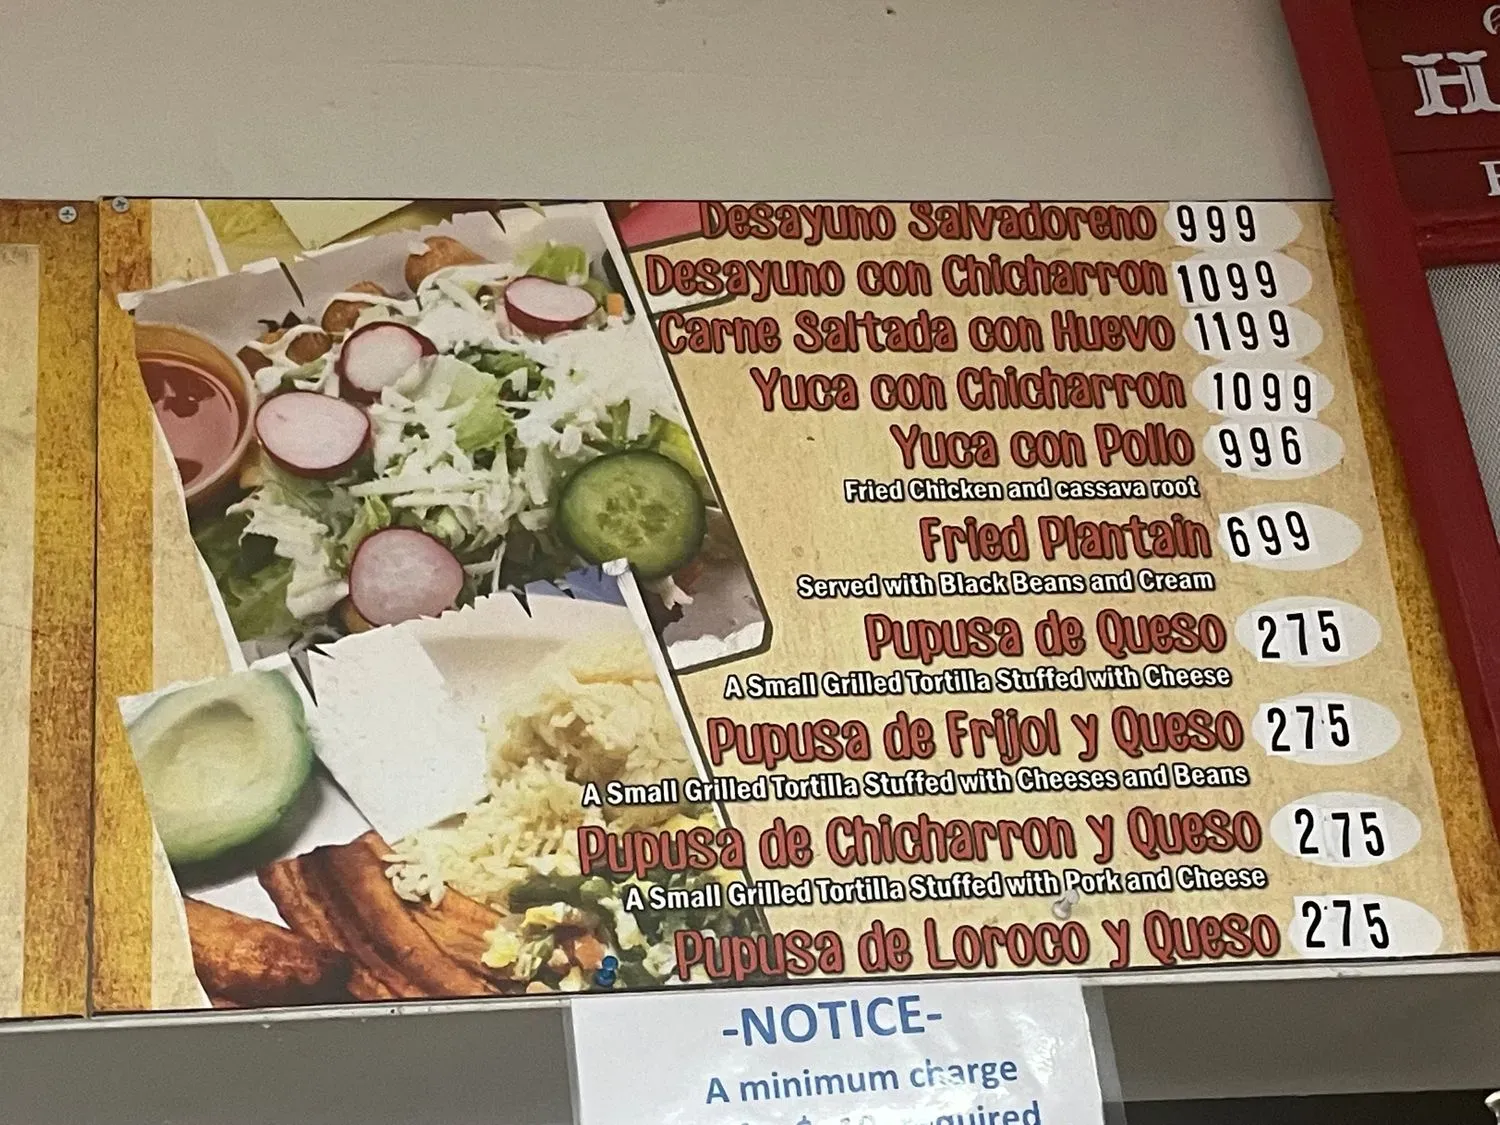 Desayuno Salvadoreno 999
Desayuno con Chicharron 1099
Carne Saltada con Huevo 1199
Yuca con Chicharron 1099
Yuca con Pollo 996
Fried Chicken and cassava root
Fried Plantain 699
Served with Black Beans and Cream
Pupusa de Queso 275
A Small Grilled Tortilla Stuffed with Cheese
Pupusa de Frijol y Queso 275
A Small Grilled Tortilla Stuffed with Cheeses and Beans
Pupusa de Chicharron y Queso 275
A Small Grilled Tortilla Stuffed with Pork and Cheese
Pupusa de Loroco y Queso 275
-NOTICE-
A minimum charge